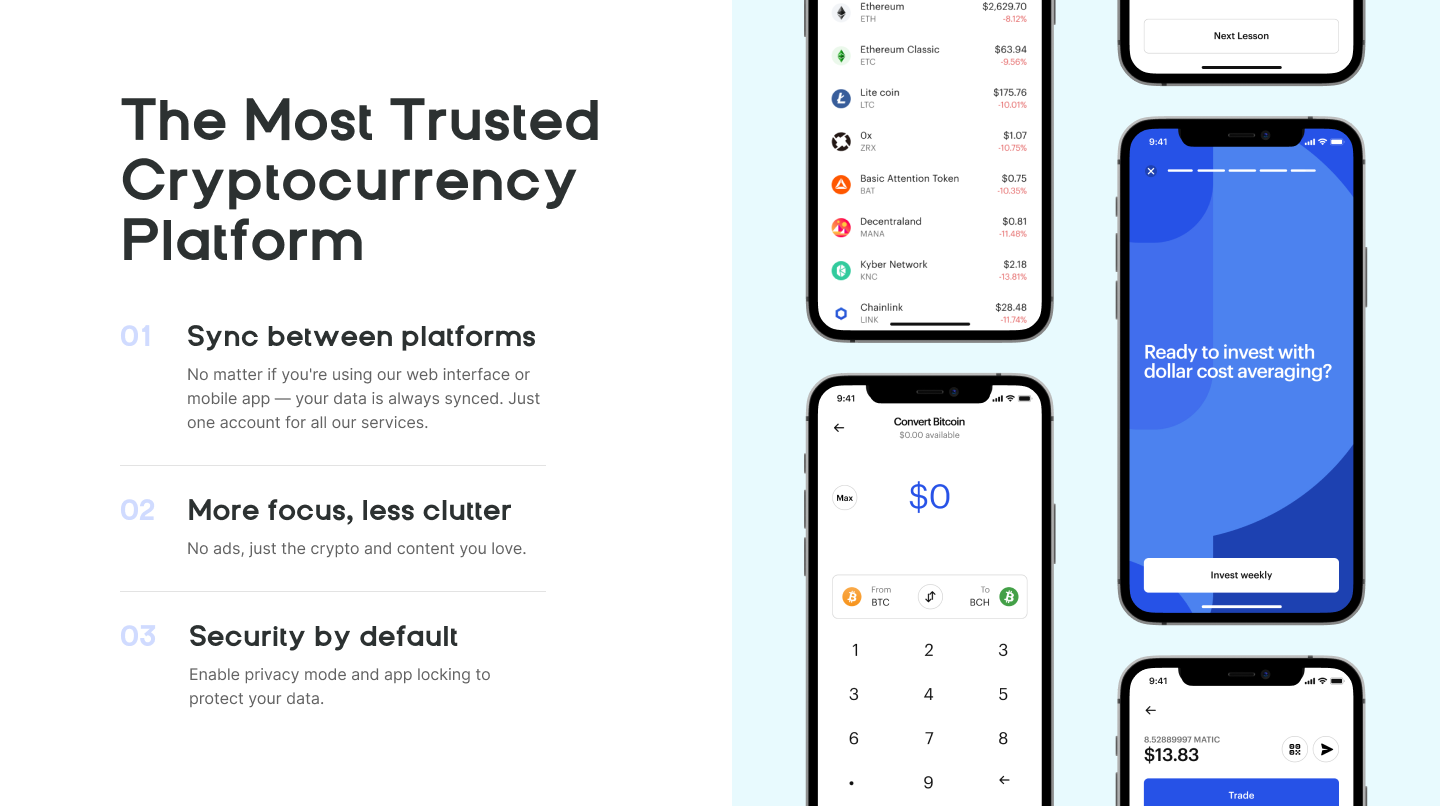 The Most Trusted
Cryptocurrency
Platform
01
Sync between platforms
No matter if you're using our web interface or
mobile app — your data is always synced. Just
one account for all our services.
02
More focus, less clutter
No ads, just the crypto and content you love.
03
Security by default
Enable privacy mode and app locking to
protect your data.
Ethereum $2,629.70
ETH -8.12%
Ethereum Classic $63.94
ETC -9.56%
Lite coin $175.76
LTC -10.01%
0x $1.07
ZRX -10.75%
Basic Attention Token $0.75
BAT -10.35%
Decentraland $0.81
MANA -11.48%
Kyber Network $2.18
KNC -13.81%
Chainlink $28.48
LINK -11.74%
9:41
Convert Bitcoin
$0.00 available
Max $0
From To
BTC BCH
1 2 3
3 4 5
6 7 8
. 9
Next Lesson
9:41
Ready to invest with
dollar cost averaging?
Invest weekly
9:41
8.52889997 MATIC
$13.83
Trade